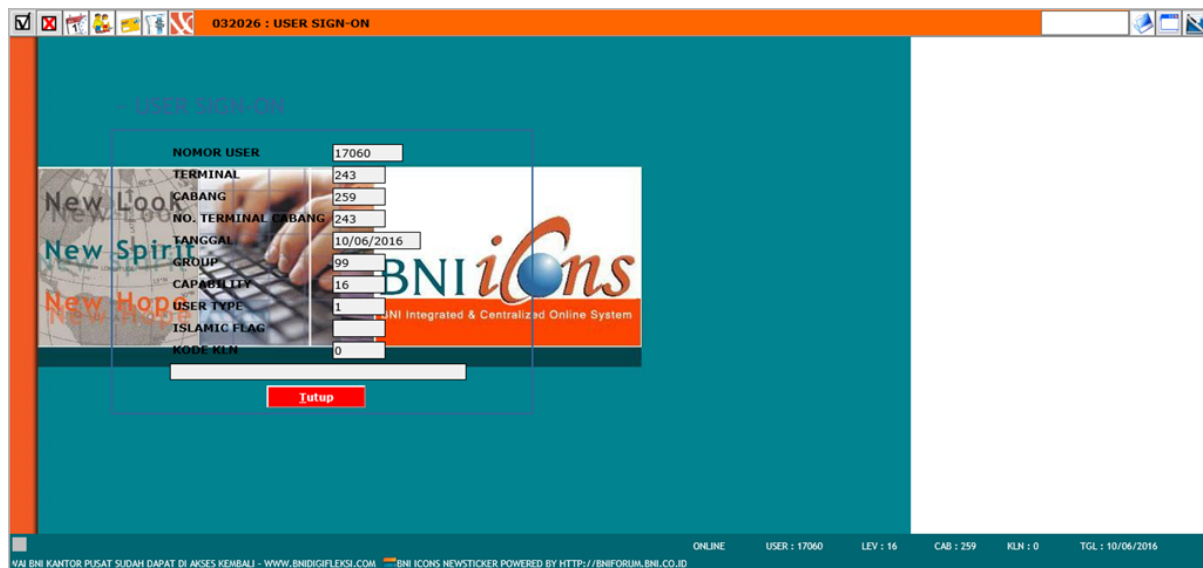 032026 : USER SIGN-ON
- USER SIGN-ON
NOMOR USER 17060
TERMINAL 243
CABANG 259
NO. TERMINAL CABANG 243
TANGGAL 10/06/2016
GROUP 99
CAPABILITY 16
USER TYPE 1
ISLAMIC FLAG
KODE KLN 0
Tutup
New Look
New Spirit
New Hope
BNI icons
BNI Integrated & Centralized Online System
ONLINE USER : 17060 LEV : 16 CAB : 259 KLN : 0 TGL : 10/06/2016
BNI KANTOR PUSAT SUDAH DAPAT DI AKSES KEMBALI - WWW.BNIDIGIFLEKSI.COM BNI ICONS NEWSTICKER POWERED BY HTTP://BNIFORUM.BNI.CO.ID